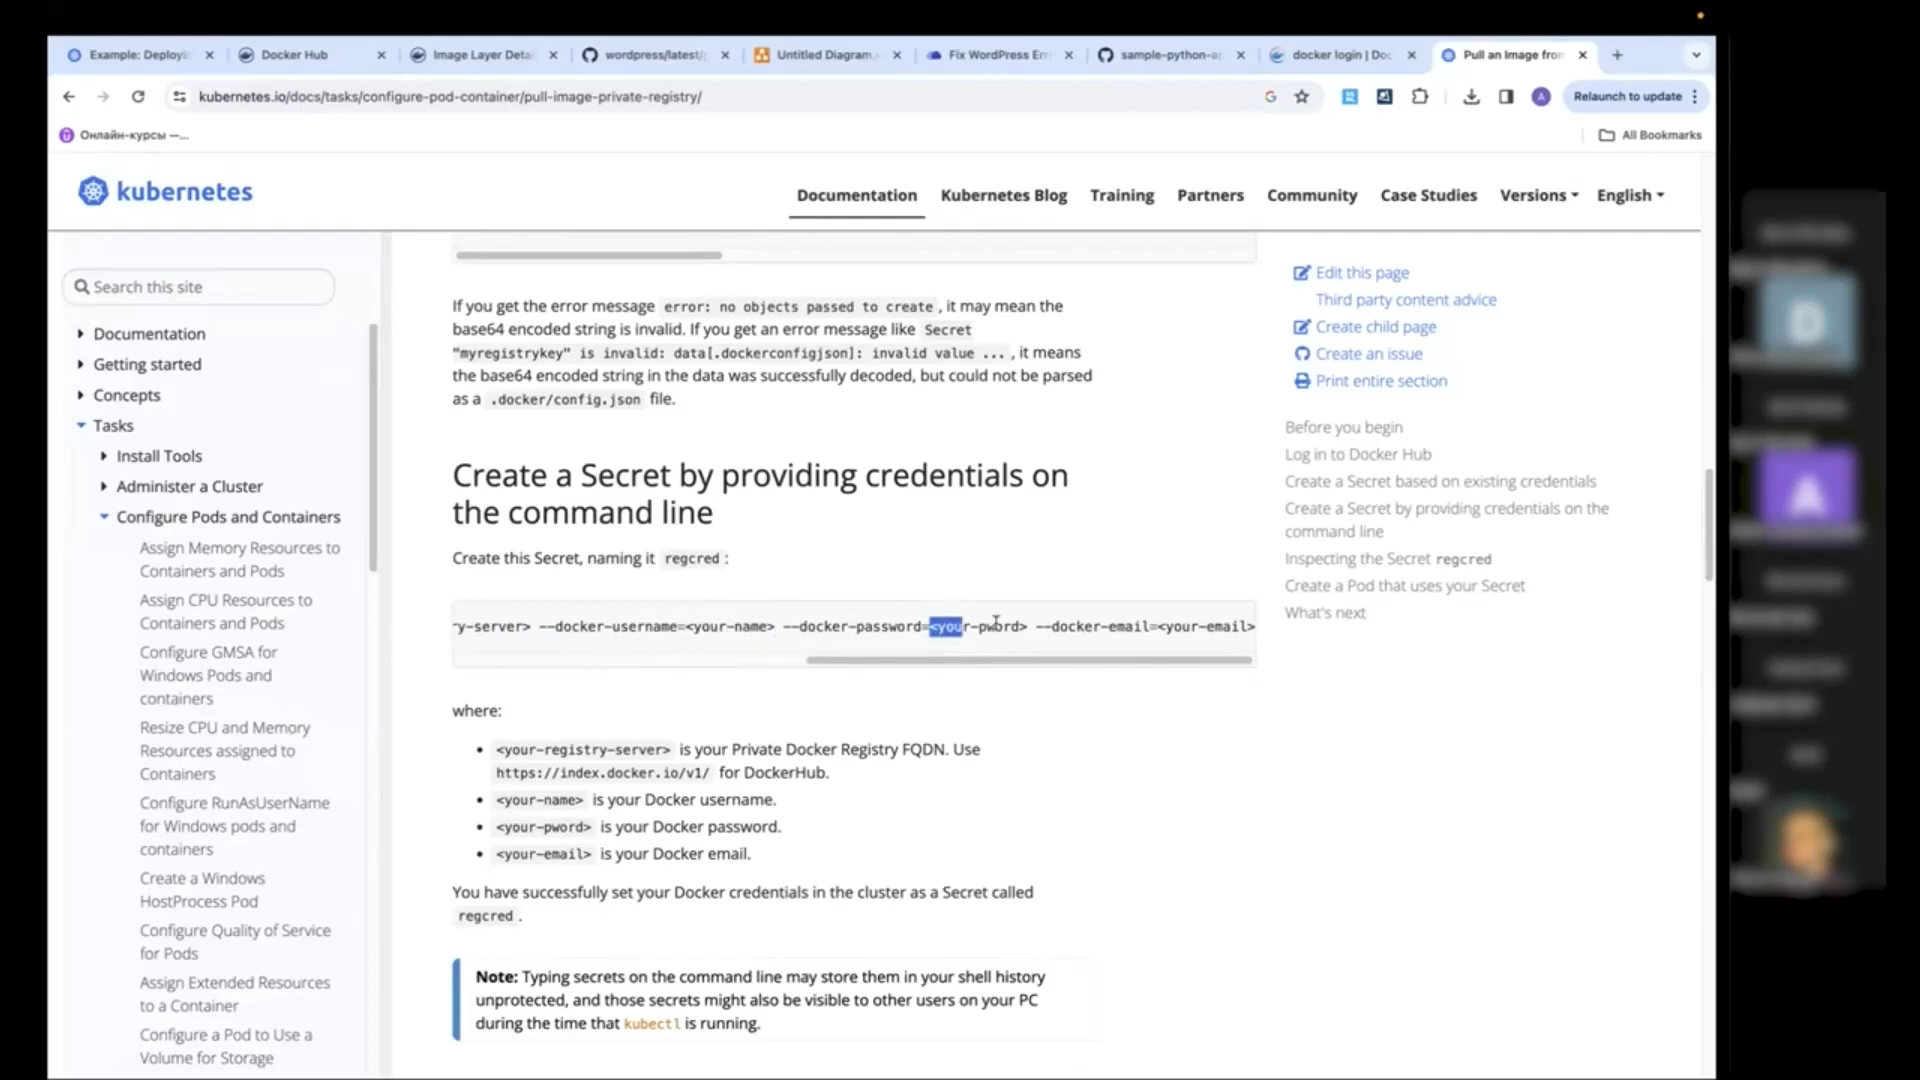 Example: Deployi
Docker Hub
Image Layer Deta
wordpress/latest/
Untitled Diagram.
Fix WordPress Err
sample-python-ap
docker login | Doc
Pull an Image from
kubernetes.io/docs/tasks/configure-pod-container/pull-image-private-registry/
G
A
Relaunch to update
Онлайн-курсы —...
All Bookmarks
kubernetes
Documentation
Kubernetes Blog
Training
Partners
Community
Case Studies
Versions
English
Search this site
Documentation
Getting started
Concepts
Tasks
Install Tools
Administer a Cluster
Configure Pods and Containers
Assign Memory Resources to
Containers and Pods
Assign CPU Resources to
Containers and Pods
Configure GMSA for
Windows Pods and
containers
Resize CPU and Memory
Resources assigned to
Containers
Configure RunAsUserName
for Windows pods and
containers
Create a Windows
HostProcess Pod
Configure Quality of Service
for Pods
Assign Extended Resources
to a Container
Configure a Pod to Use a
Volume for Storage
If you get the error message error: no objects passed to create , it may mean the
base64 encoded string is invalid. If you get an error message like Secret
"myregistrykey" is invalid: data[.dockerconfigjson]: invalid value ... , it means
the base64 encoded string in the data was successfully decoded, but could not be parsed
as a .docker/config.json file.
Create a Secret by providing credentials on
the command line
Create this Secret, naming it regcred :
ry-server> --docker-username=<your-name> --docker-password=<your-pword> --docker-email=<your-email>
where:
• <your-registry-server> is your Private Docker Registry FQDN. Use
https://index.docker.io/v1/ for DockerHub.
• <your-name> is your Docker username.
• <your-pword> is your Docker password.
• <your-email> is your Docker email.
You have successfully set your Docker credentials in the cluster as a Secret called
regcred .
Note: Typing secrets on the command line may store them in your shell history
unprotected, and those secrets might also be visible to other users on your PC
during the time that kubectl is running.
Edit this page
Third party content advice
Create child page
Create an issue
Print entire section
Before you begin
Log in to Docker Hub
Create a Secret based on existing credentials
Create a Secret by providing credentials on the
command line
Inspecting the Secret regcred
Create a Pod that uses your Secret
What's next
D
A